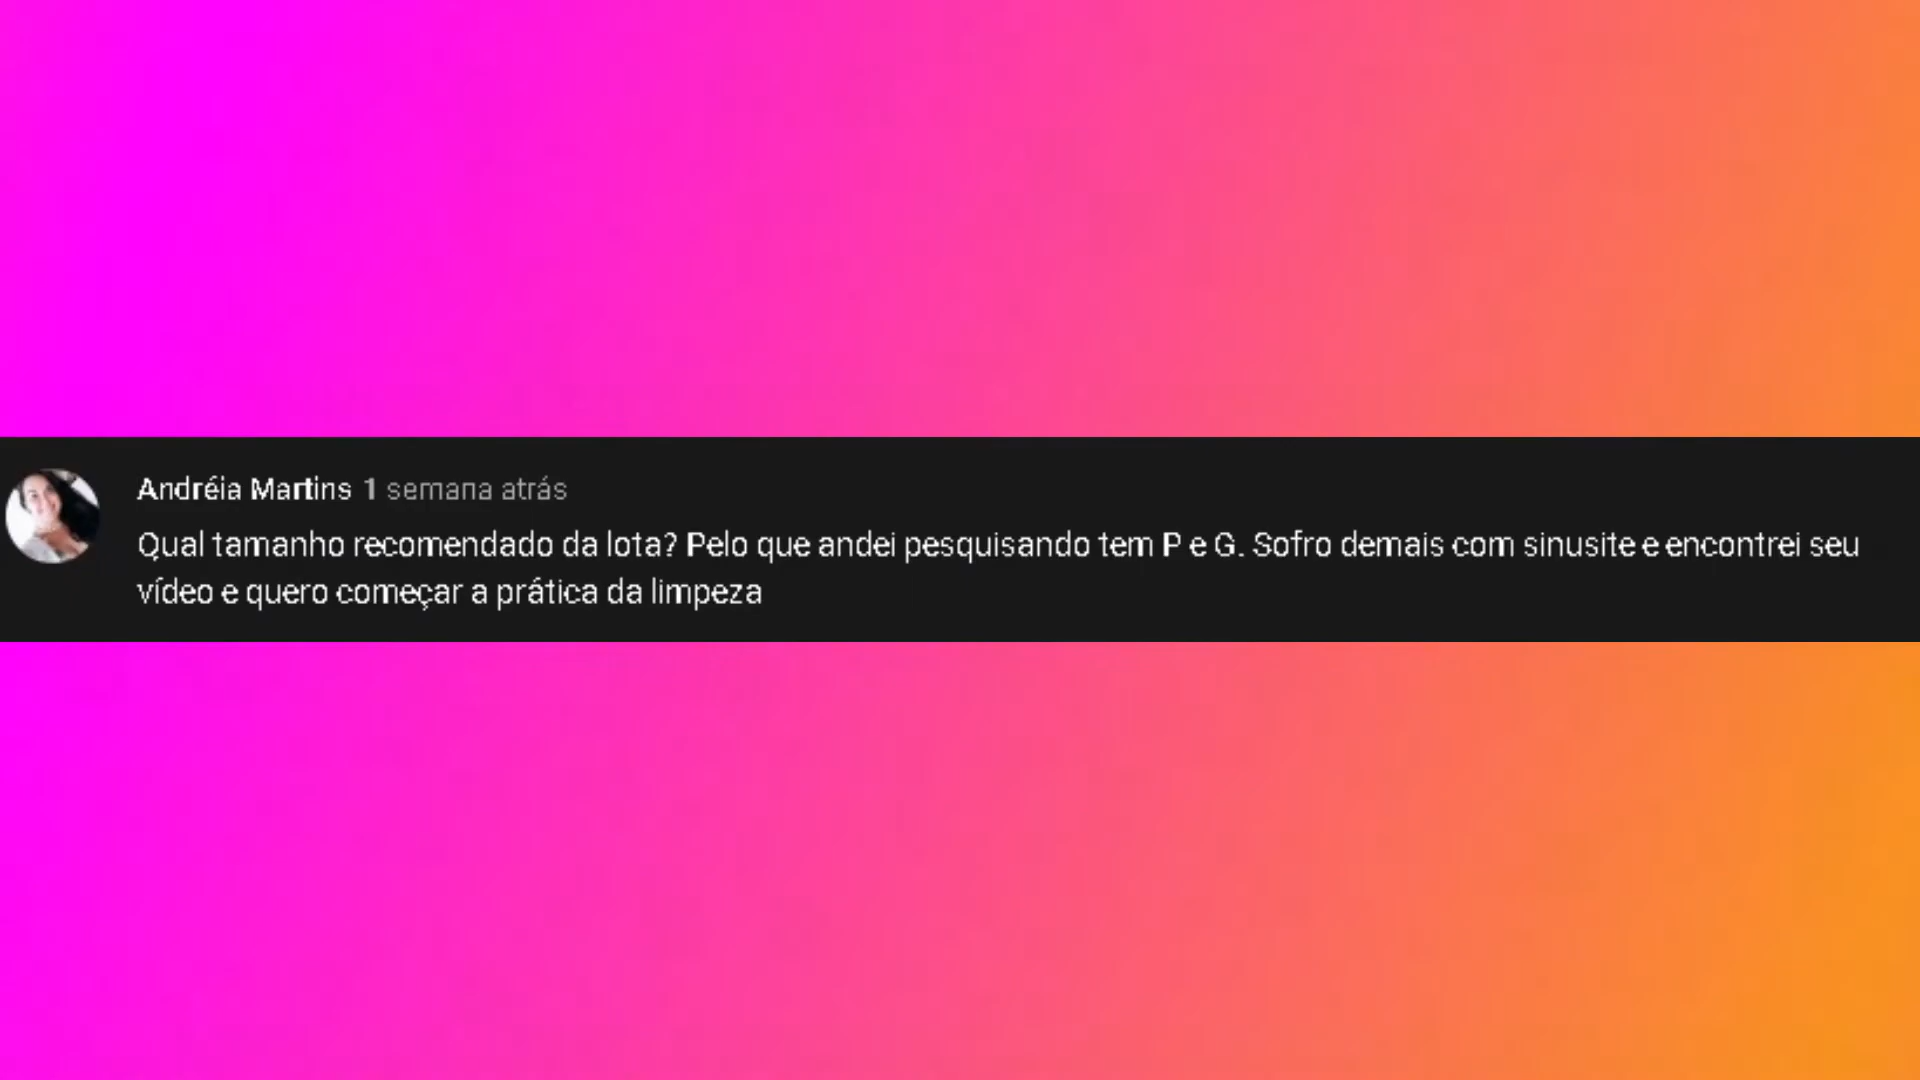 Andréia Martins 1 semana atrás
Qual tamanho recomendado da lota? Pelo que andei pesquisando tem P e G. Sofro demais com sinusite e encontrei seu
vídeo e quero começar a prática da limpeza